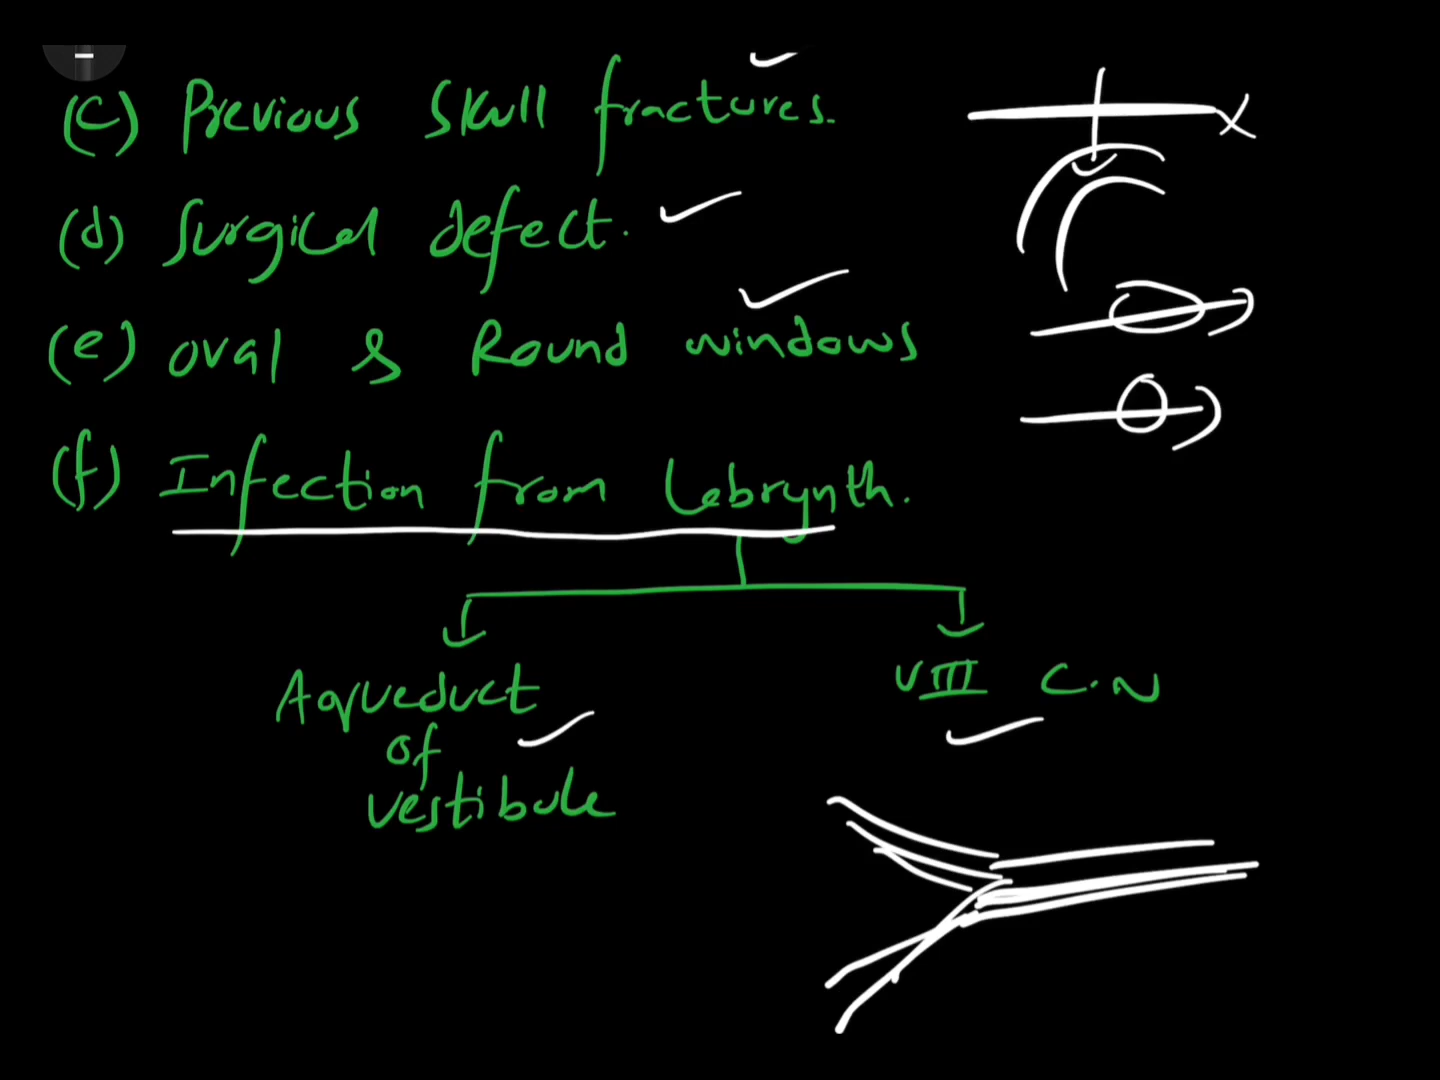 (c) Previous skull fractures.
(d) Surgical defect.
(e) oval & Round windows
(f) Infection from Lebrynth.
Aqueduct VIII C.N
of
vestibule